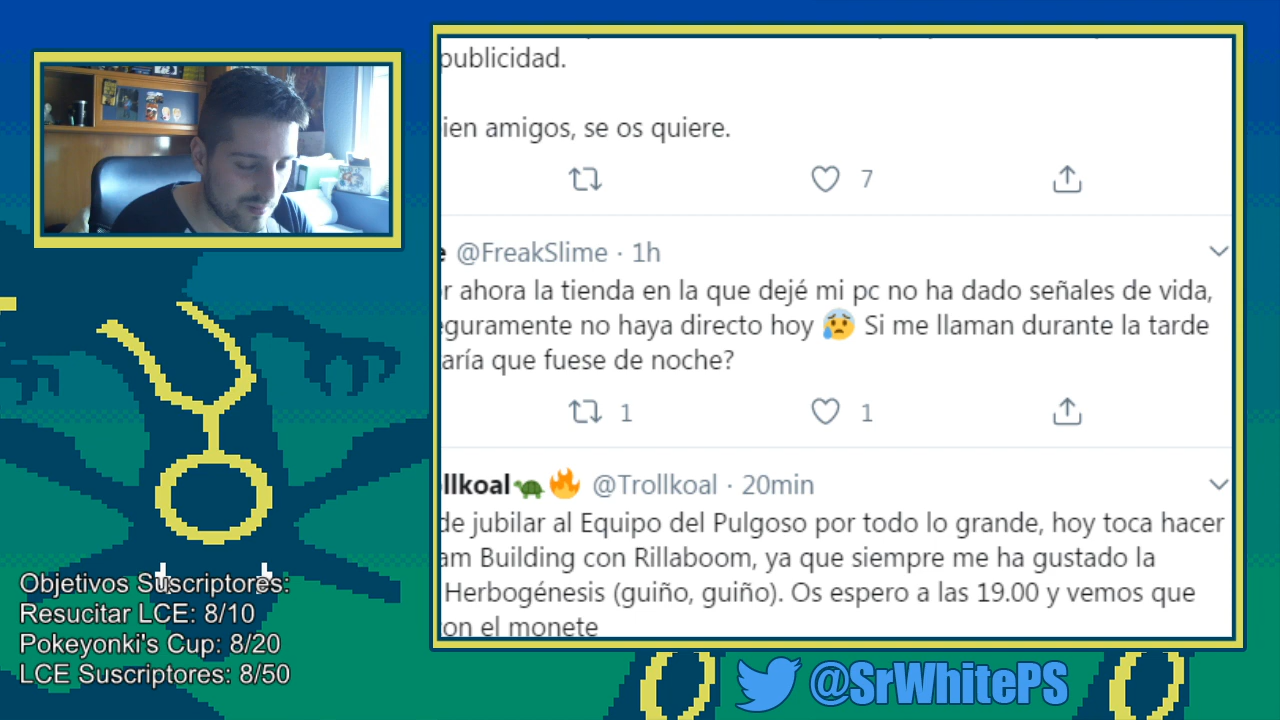 publicidad.
ien amigos, se os quiere.
7
@FreakSlime · 1h
r ahora la tienda en la que dejé mi pc no ha dado señales de vida,
eguramente no haya directo hoy 😰 Si me llaman durante la tarde
aría que fuese de noche?
1 1
llkoal🐢🔥 @Trollkoal · 20min
de jubilar al Equipo del Pulgoso por todo lo grande, hoy toca hacer
am Building con Rillaboom, ya que siempre me ha gustado la
Herbogénesis (guiño, guiño). Os espero a las 19.00 y vemos que
on el monete
Objetivos Suscriptores:
Resucitar LCE: 8/10
Pokeyonki's Cup: 8/20
LCE Suscriptores: 8/50
@SrWhitePS